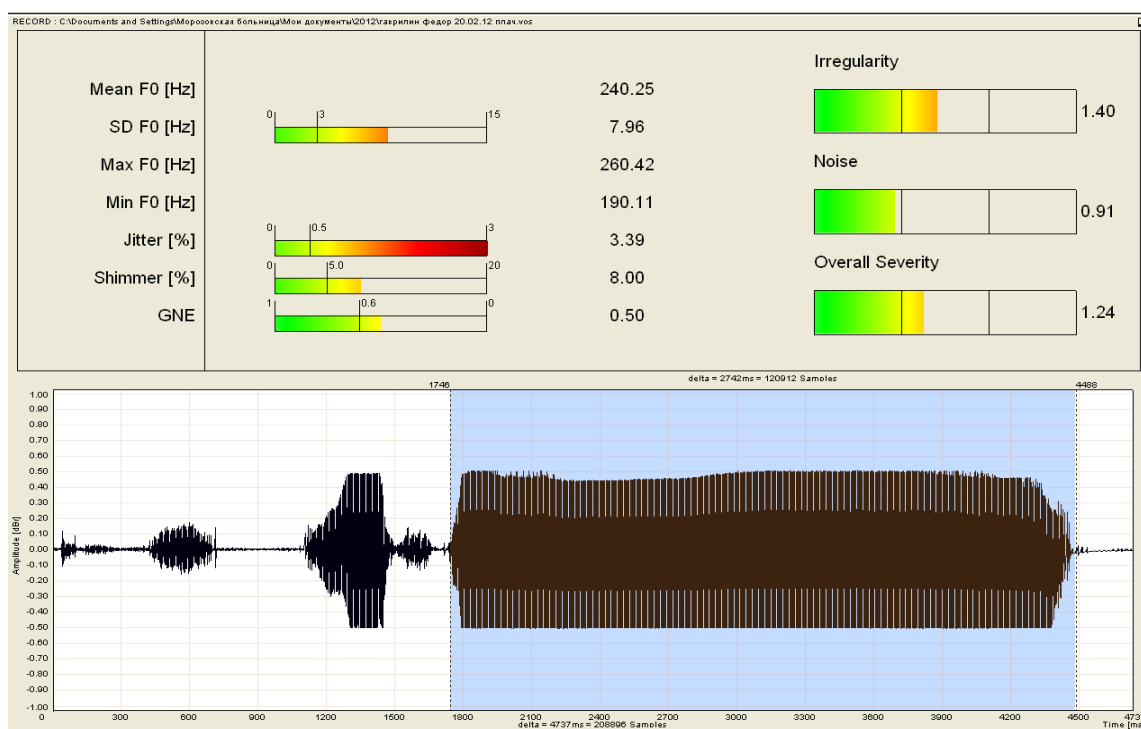 RECORD : C:\Documents and Settings\Морозовская больница\Мои документы\2012\гаврилин федор 20.02.12 плач.vos
Mean F0 [Hz] 240.25
0 3 15
SD F0 [Hz] 7.96
Max F0 [Hz] 260.42
Min F0 [Hz] 190.11
0 0.5 3
Jitter [%] 3.39
0 5.0 20
Shimmer [%] 8.00
1 0.6 0
GNE 0.50
Irregularity
1.40
Noise
0.91
Overall Severity
1.24
delta = 2742ms = 120912 Samples
1746 4488
1.00
0.90
0.80
0.70
0.60
0.50
0.40
0.30
0.20
0.10
0.00
-0.10
-0.20
-0.30
-0.40
-0.50
-0.60
-0.70
-0.80
-0.90
-1.00
Amplitude [dBr]
0 300 600 900 1200 1500 1800 2100 2400 2700 3000 3300 3600 3900 4200 4500 473
delta = 4737ms = 208896 Samples
Time [ms